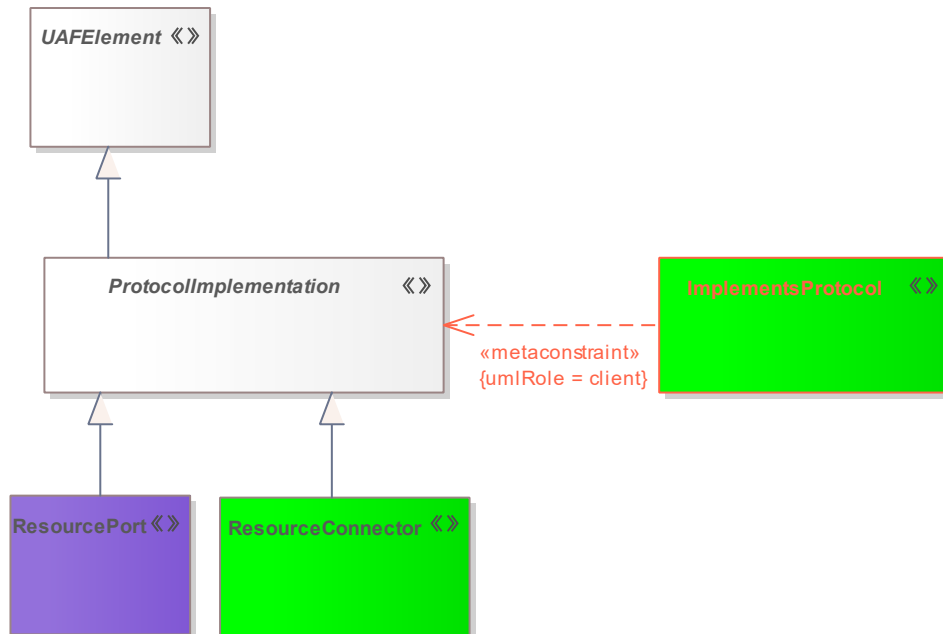 UAFElement «»
ProtocolImplementation «»
ImplementsProtocol «»
«metaconstraint»
{umlRole = client}
ResourcePort «»
ResourceConnector «»